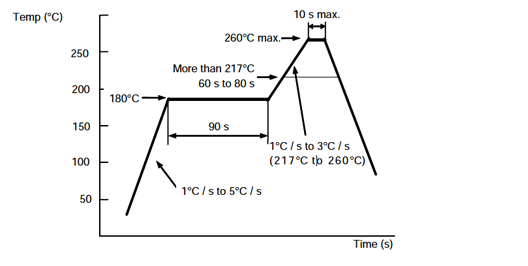 Temp (°C)
10 s max.
260°C max.
250
More than 217°C
60 s to 80 s
200
180°C
150
90 s
1°C / s to 3°C / s
(217°C to 260°C)
100
1°C / s to 5°C / s
50
Time (s)